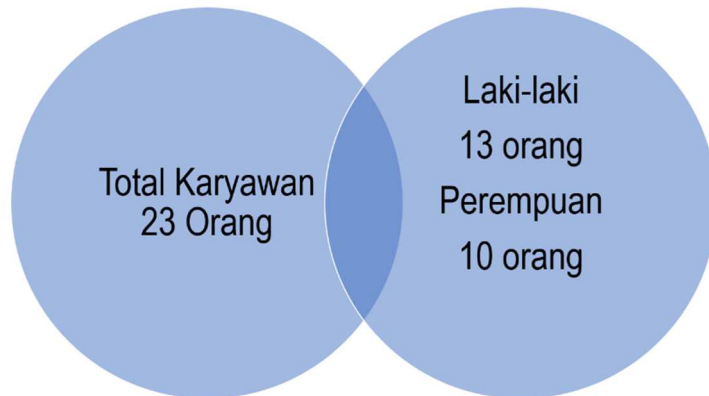 Total Karyawan
23 Orang
Laki-laki
13 orang
Perempuan
10 orang